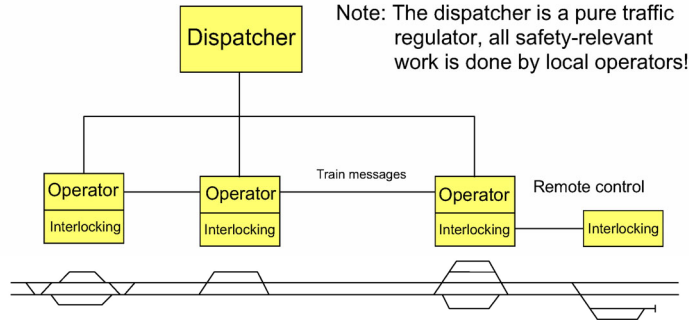 Dispatcher
Note: The dispatcher is a pure traffic
regulator, all safety-relevant
work is done by local operators!
Operator
Interlocking
Operator
Interlocking
Train messages
Operator
Interlocking
Remote control
Interlocking